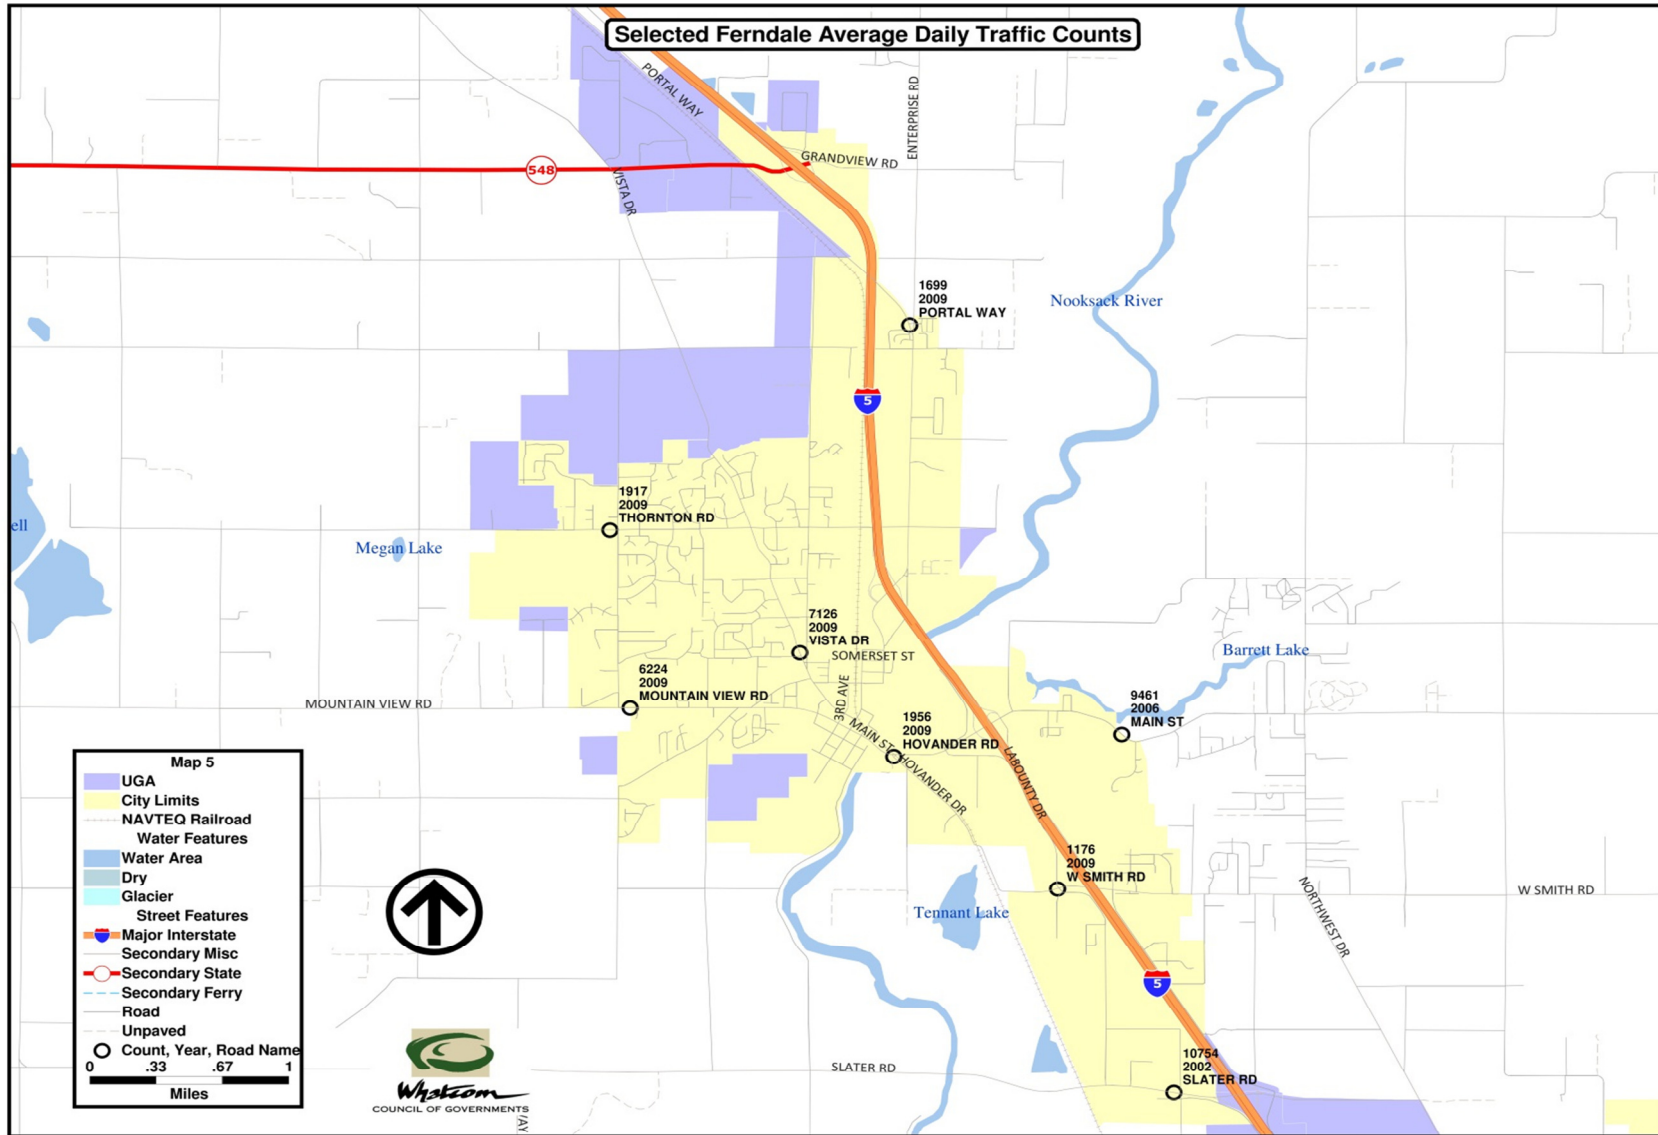 Selected Ferndale Average Daily Traffic Counts
PORTAL WAY
ENTERPRISE RD
GRANDVIEW RD
548
VISTA DR
1699
2009
PORTAL WAY
Nooksack River
5
1917
2009
THORNTON RD
ell
Megan Lake
7126
2009
VISTA DR
SOMERSET ST
Barrett Lake
6224
2009
MOUNTAIN VIEW RD
MOUNTAIN VIEW RD
3RD AVE
9461
2006
MAIN ST
1956
2009
HOVANDER RD
MAIN ST
HOVANDER DR
LABOUNTY DR
1176
2009
W SMITH RD
W SMITH RD
NORTHWEST DR
Tennant Lake
5
SLATER RD
10754
2002
SLATER RD
Map 5
UGA
City Limits
NAVTEQ Railroad
Water Features
Water Area
Dry
Glacier
Street Features
Major Interstate
Secondary Misc
Secondary State
Secondary Ferry
Road
Unpaved
Count, Year, Road Name
0 .33 .67 1
Miles
Whatcom
COUNCIL OF GOVERNMENTS
/AY